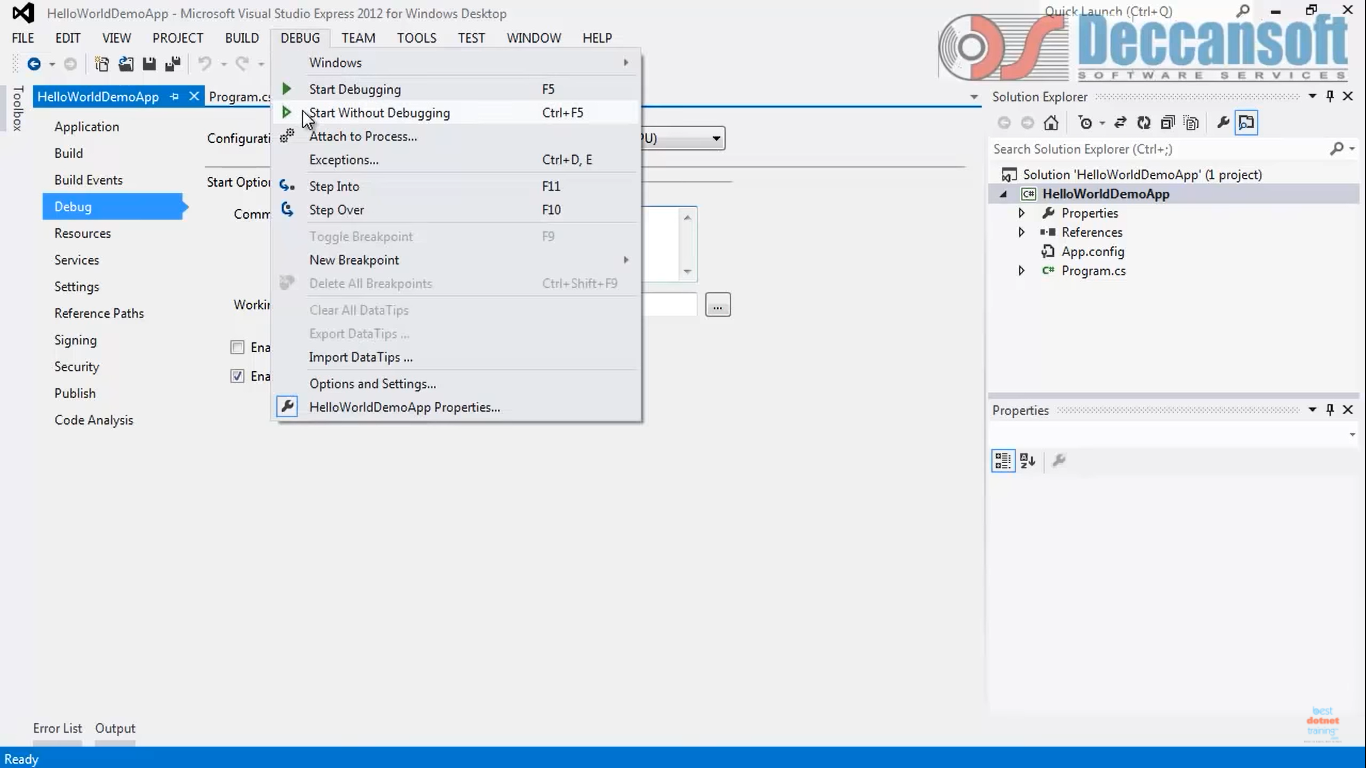 HelloWorldDemoApp - Microsoft Visual Studio Express 2012 for Windows Desktop
Quick Launch (Ctrl+Q)
FILE EDIT VIEW PROJECT BUILD DEBUG TEAM TOOLS TEST WINDOW HELP
Deccansoft
SOFTWARE SERVICES
Toolbox
HelloWorldDemoApp
Program.cs
Application
Build
Build Events
Debug
Resources
Services
Settings
Reference Paths
Signing
Security
Publish
Code Analysis
Configurati
PU)
Start Optio
Comm
Workin
...
Ena
Ena
Windows
Start Debugging F5
Start Without Debugging Ctrl+F5
Attach to Process...
Exceptions... Ctrl+D, E
Step Into F11
Step Over F10
Toggle Breakpoint F9
New Breakpoint
Delete All Breakpoints Ctrl+Shift+F9
Clear All DataTips
Export DataTips ...
Import DataTips ...
Options and Settings...
HelloWorldDemoApp Properties...
Solution Explorer
Search Solution Explorer (Ctrl+;)
Solution 'HelloWorldDemoApp' (1 project)
C# HelloWorldDemoApp
Properties
References
App.config
C# Program.cs
Properties
Error List Output
best
dotnet
training
Ready